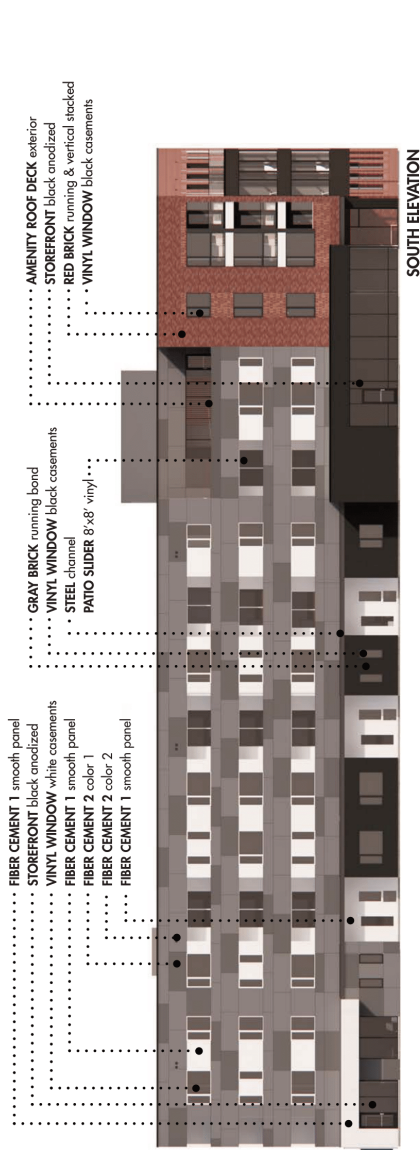 FIBER CEMENT 1 smooth panel
STOREFRONT black anodized
VINYL WINDOW white casements
FIBER CEMENT 1 smooth panel
FIBER CEMENT 2 color 1
FIBER CEMENT 2 color 2
FIBER CEMENT 1 smooth panel
GRAY BRICK running bond
VINYL WINDOW black casements
STEEL channel
PATIO SLIDER 8'x8' vinyl
AMENITY ROOF DECK exterior
STOREFRONT black anodized
RED BRICK running & vertical stacked
VINYL WINDOW black casements
SOUTH ELEVATION